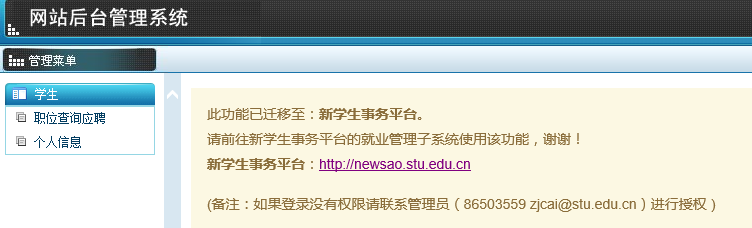 网站后台管理系统
管理菜单
学生
职位查询应聘
个人信息
此功能已迁移至：新学生事务平台。
请前往新学生事务平台的就业管理子系统使用该功能，谢谢！
新学生事务平台：http://newsao.stu.edu.cn
(备注：如果登录没有权限请联系管理员（86503559 zjcai@stu.edu.cn）进行授权）